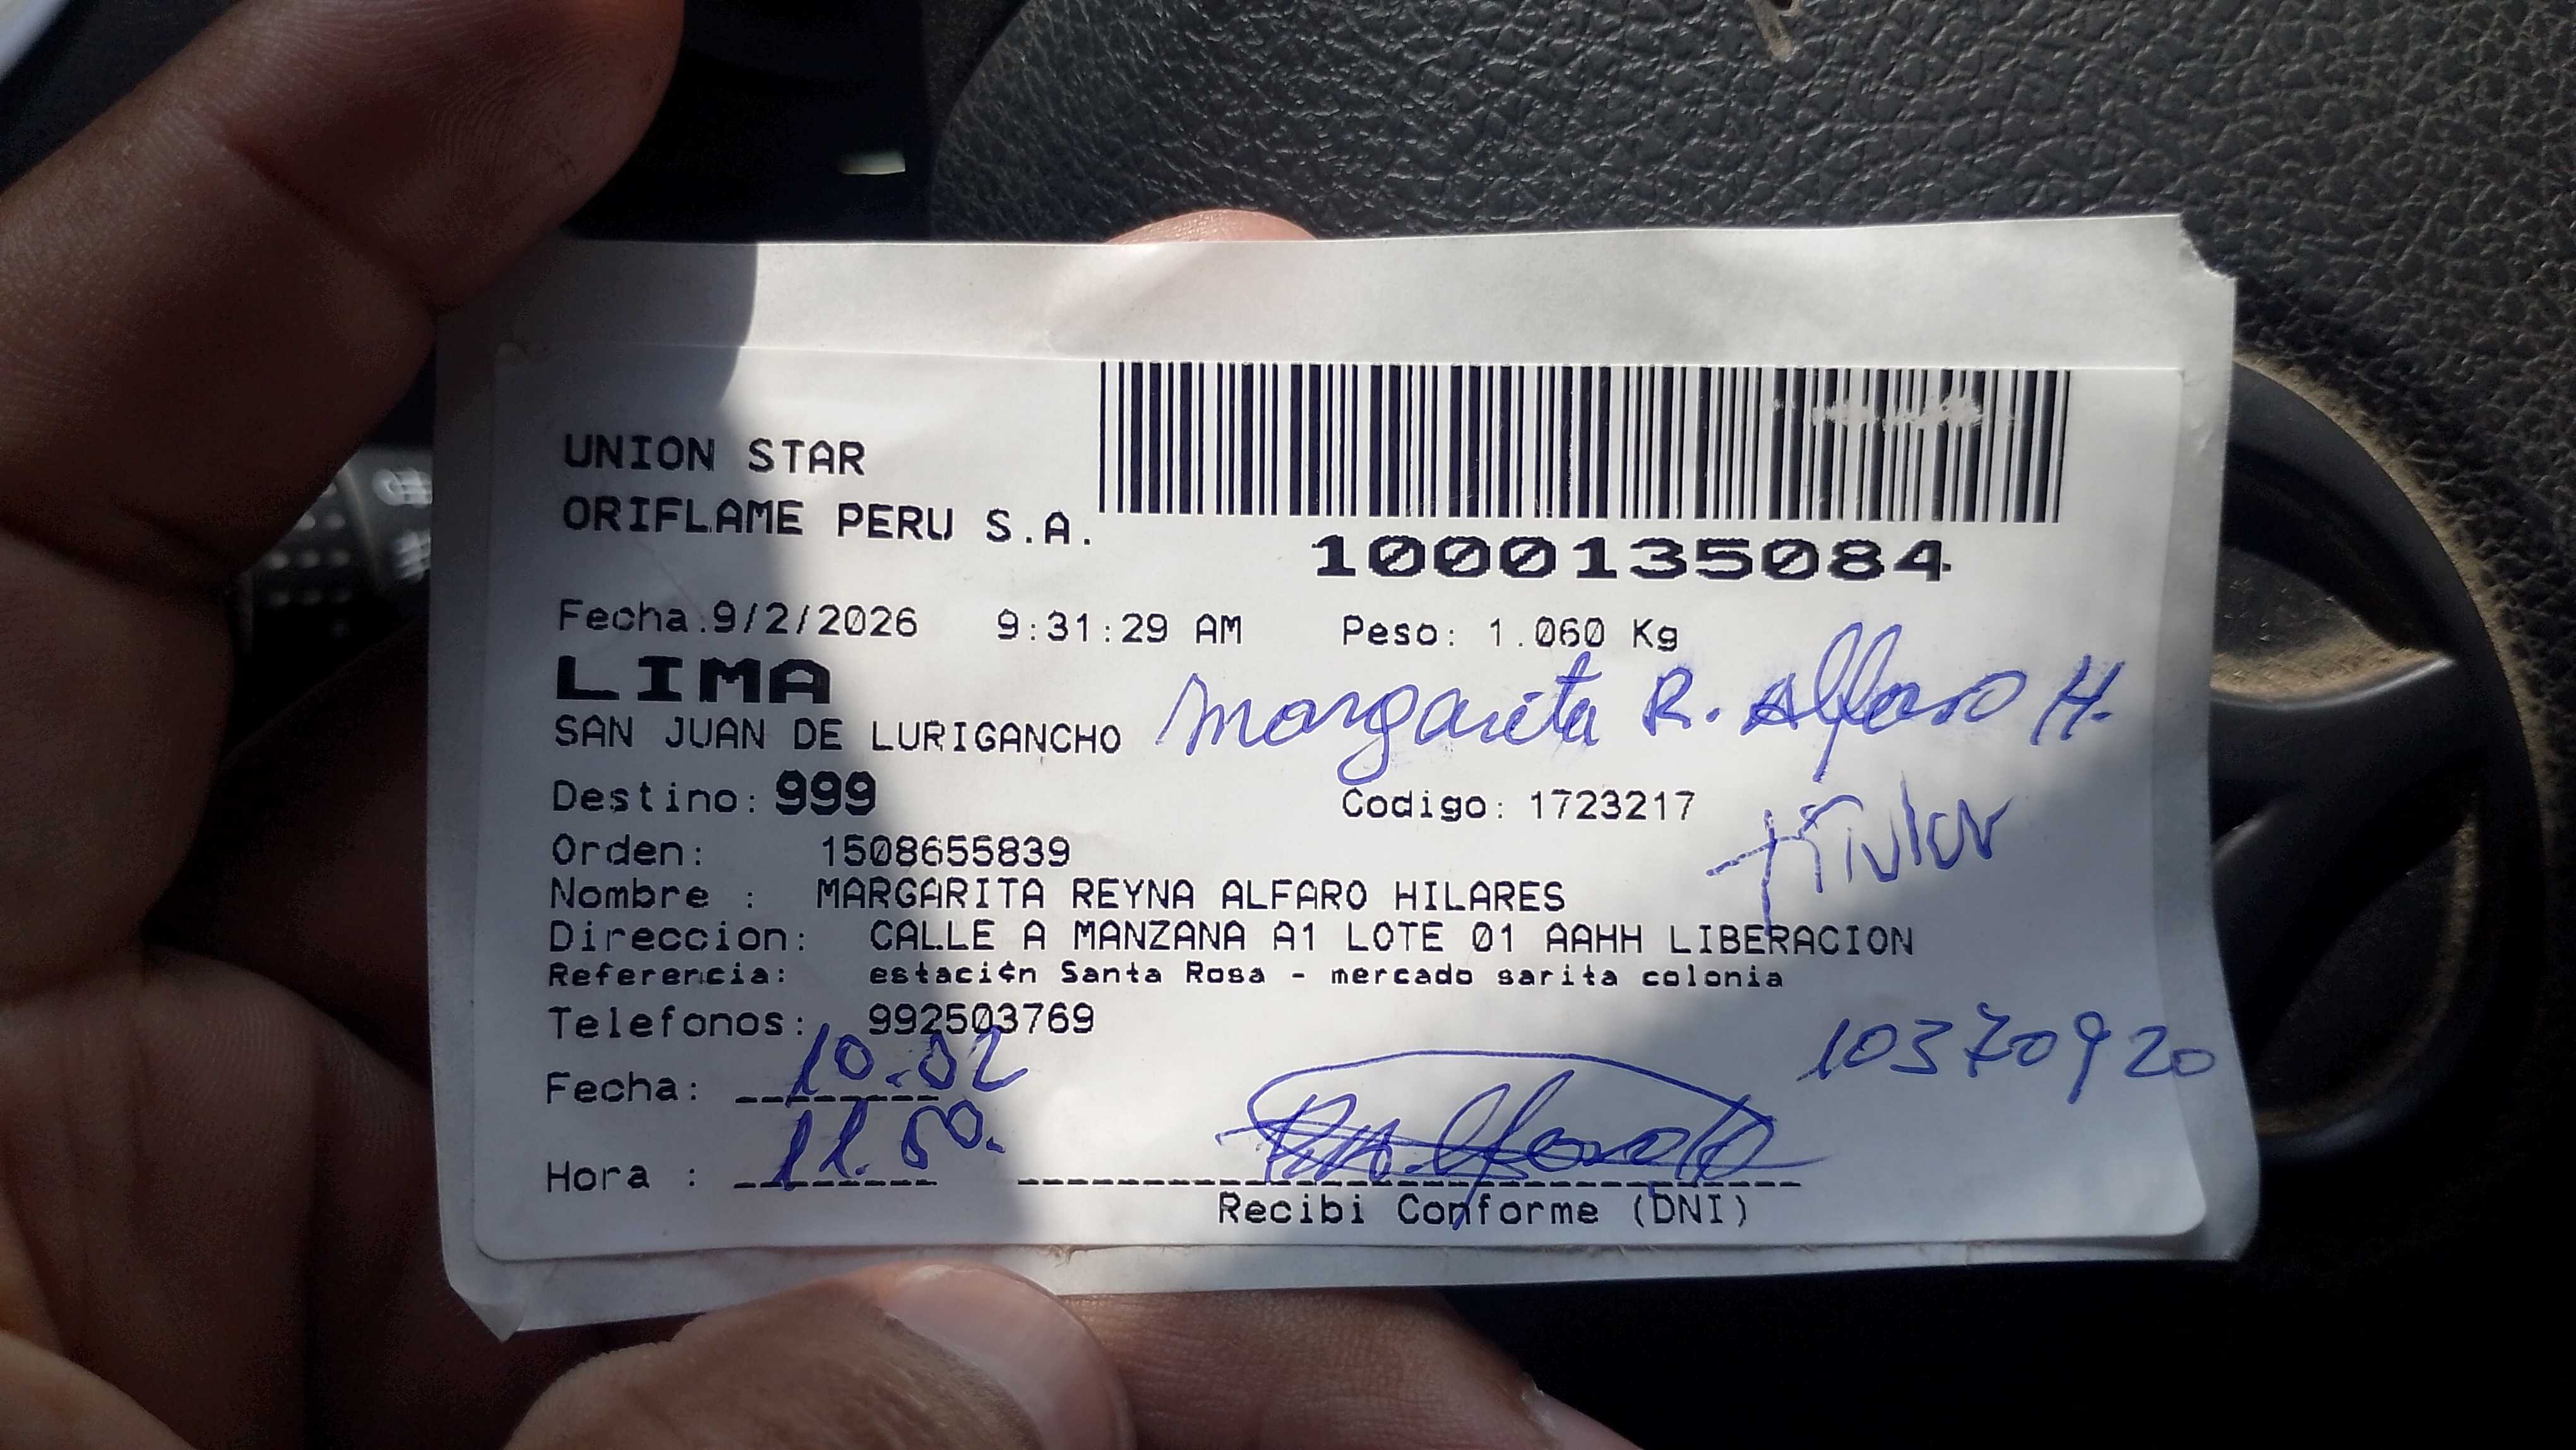 UNION STAR
ORIFLAME PERU S.A.
1000135084
Fecha.9/2/2026 9:31:29 AM Peso: 1.060 Kg
LIMA
SAN JUAN DE LURIGANCHO Margarita R. Alfaro H.
Destino: 999 Codigo: 1723217
Titular
Orden: 1508655839
Nombre : MARGARITA REYNA ALFARO HILARES
Direccion: CALLE A MANZANA A1 LOTE 01 AAHH LIBERACION
Referencia: estaci¢n Santa Rosa - mercado sarita colonia
Telefonos: 992503769
Fecha: 10.02 10370920
Hora : 11.50.
Recibi Conforme (DNI)